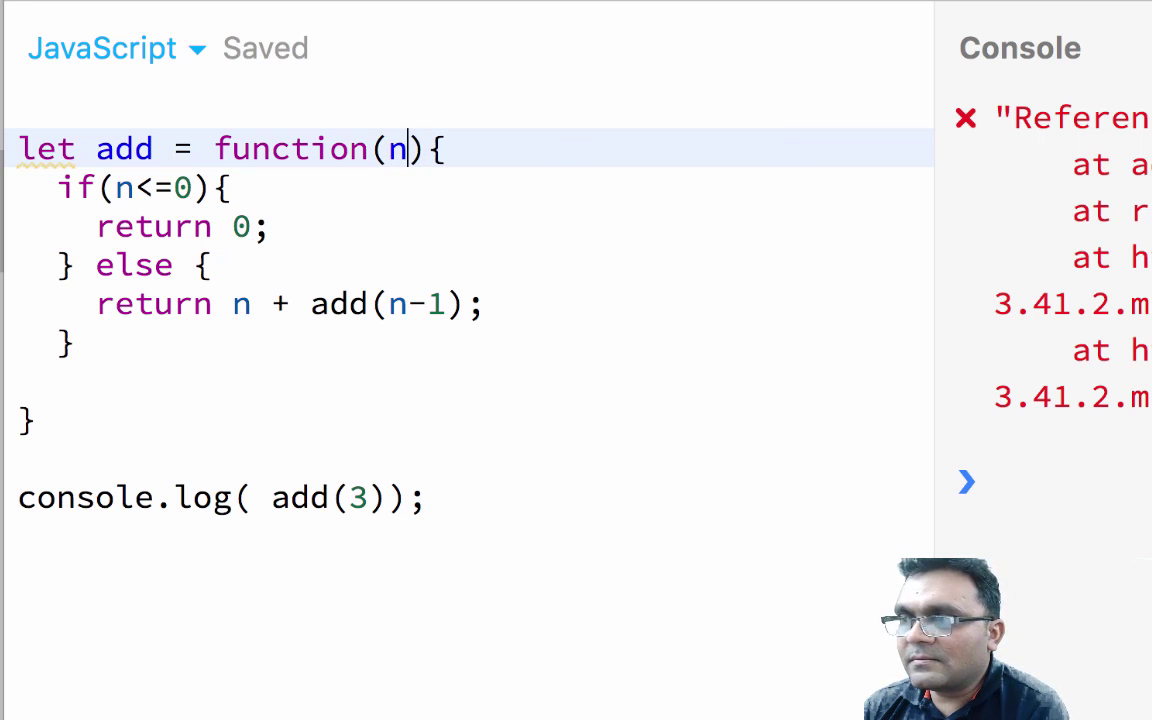 JavaScript Saved
let add = function(n){
if(n<=0){
return 0;
} else {
return n + add(n-1);
}
}
console.log( add(3));
Console
"Referen
at a
at r
at h
3.41.2.m
at h
3.41.2.m